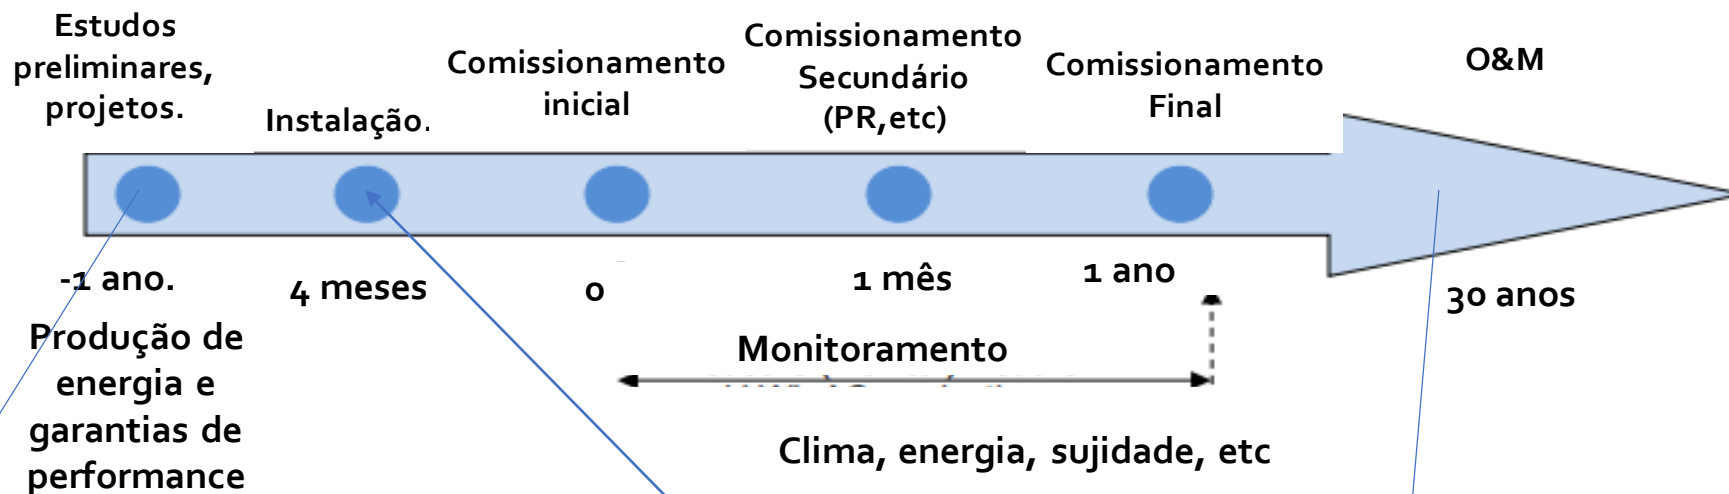 Estudos
preliminares,
projetos.
Instalação.
Comissionamento
inicial
Comissionamento
Secundário
(PR,etc)
Comissionamento
Final
O&M
-1 ano.
4 meses
0
1 mês
1 ano
30 anos
Produção de
energia e
garantias de
performance
Monitoramento
Clima, energia, sujidade, etc